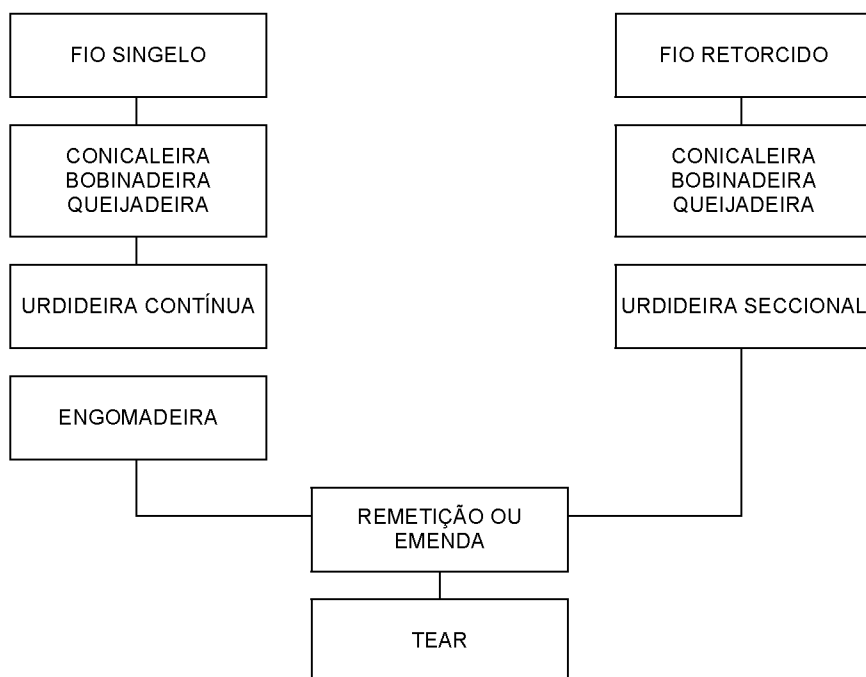 FIO SINGELO
FIO RETORCIDO
CONICALEIRA
BOBINADEIRA
QUEIJADEIRA
CONICALEIRA
BOBINADEIRA
QUEIJADEIRA
URDIDEIRA CONTÍNUA
URDIDEIRA SECCIONAL
ENGOMADEIRA
REMETIÇÃO OU
EMENDA
TEAR